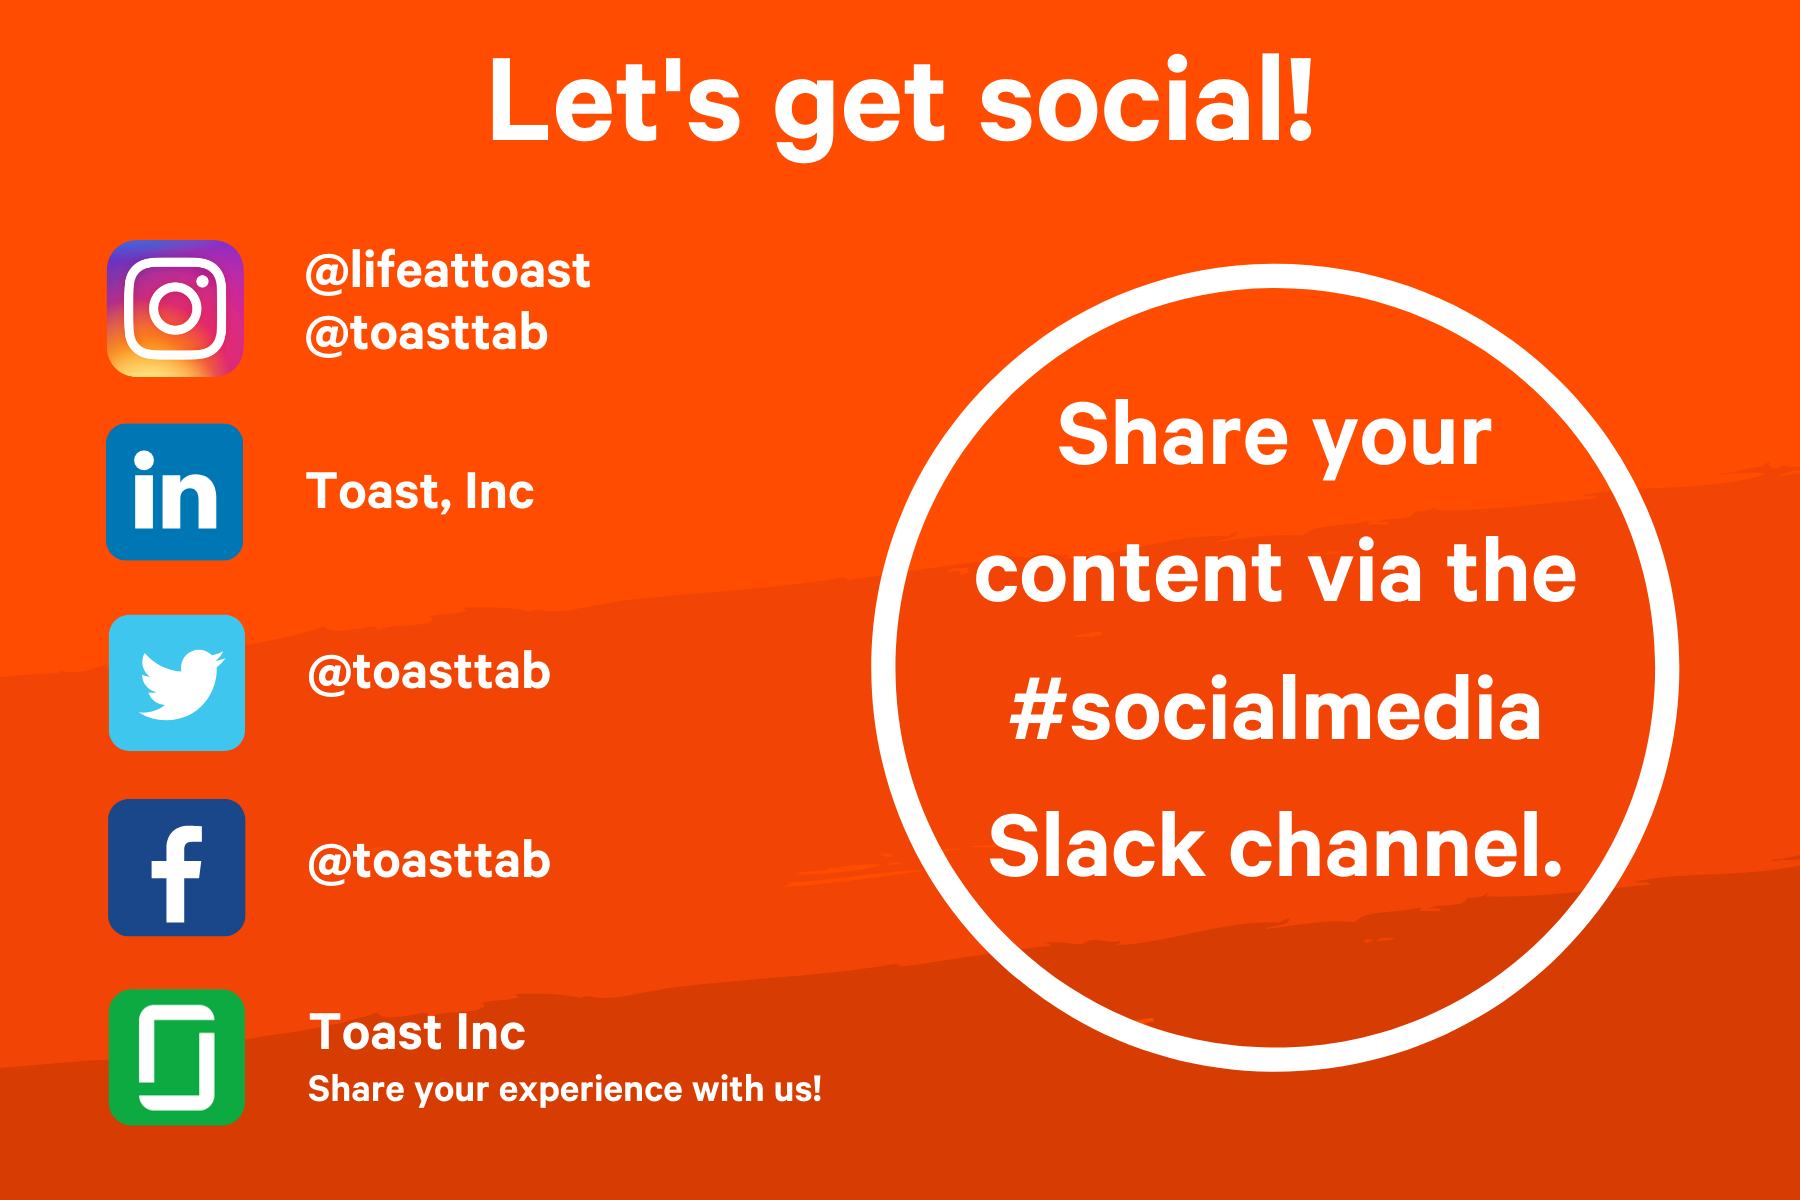 Let's get social!
@lifeattoast
@toasttab
in
Toast, Inc
@toasttab
f
@toasttab
Toast Inc
Share your experience with us!
Share your
content via the
#socialmedia
Slack channel.